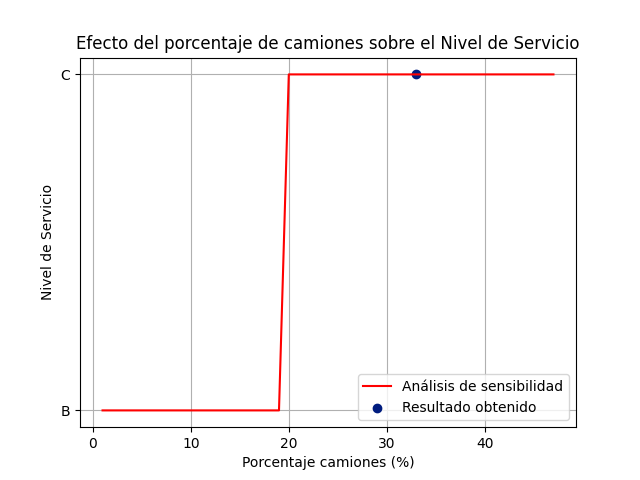 Efecto del porcentaje de camiones sobre el Nivel de Servicio
C
Nivel de Servicio
B
Análisis de sensibilidad
Resultado obtenido
0 10 20 30 40
Porcentaje camiones (%)